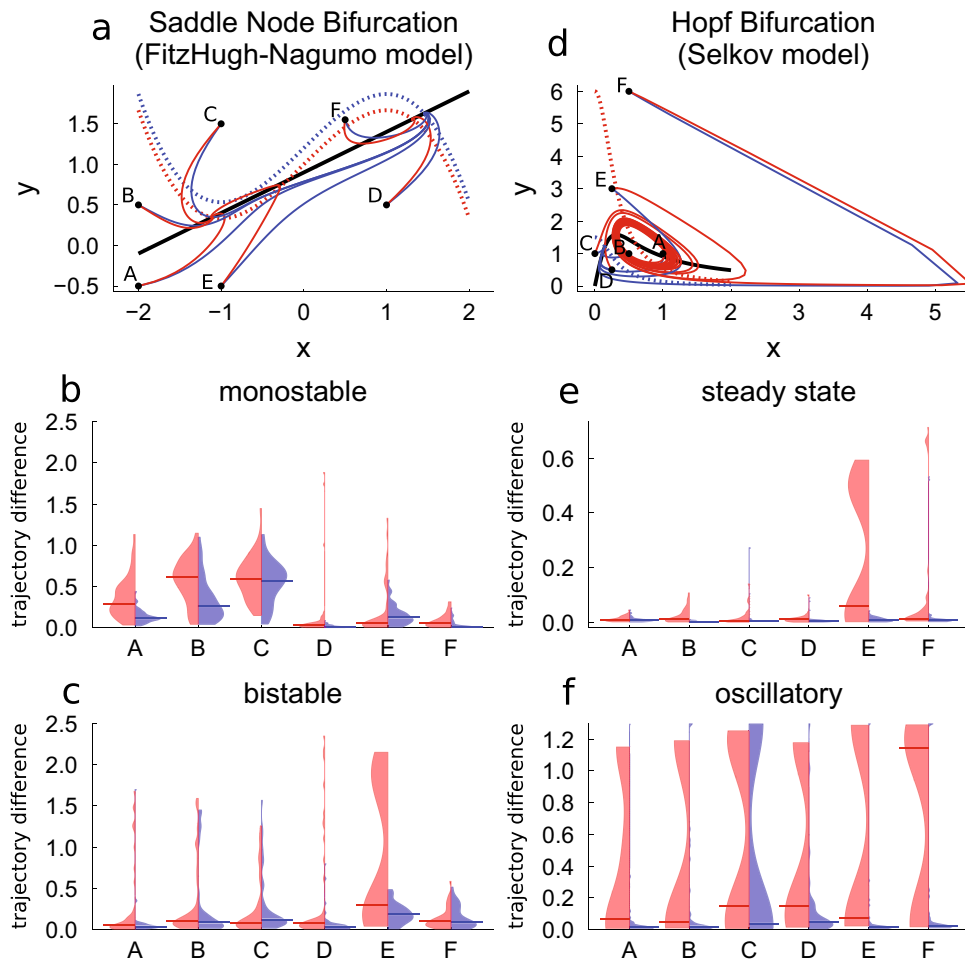 a
Saddle Node Bifurcation
(FitzHugh-Nagumo model)
C
F
B
D
A
E
y
1.5
1.0
0.5
0.0
−0.5
−2
−1
0
1
2
x
d
Hopf Bifurcation
(Selkov model)
F
E
C
B
A
D
y
6
5
4
3
2
1
0
0
1
2
3
4
5
x
b
monostable
trajectory difference
2.5
2.0
1.5
1.0
0.5
0.0
A
B
C
D
E
F
e
steady state
trajectory difference
0.6
0.4
0.2
0.0
A
B
C
D
E
F
c
bistable
trajectory difference
2.5
2.0
1.5
1.0
0.5
0.0
A
B
C
D
E
F
f
oscillatory
trajectory difference
1.2
1.0
0.8
0.6
0.4
0.2
0.0
A
B
C
D
E
F